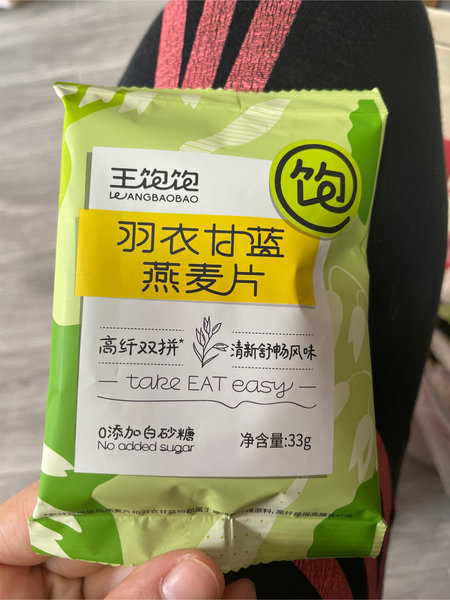 王饱饱
WANGBAOBAO
饱
羽衣甘蓝
燕麦片
高纤双拼*
清新舒畅风味
take EAT easy
0添加白砂糖
No added sugar
净含量:33g